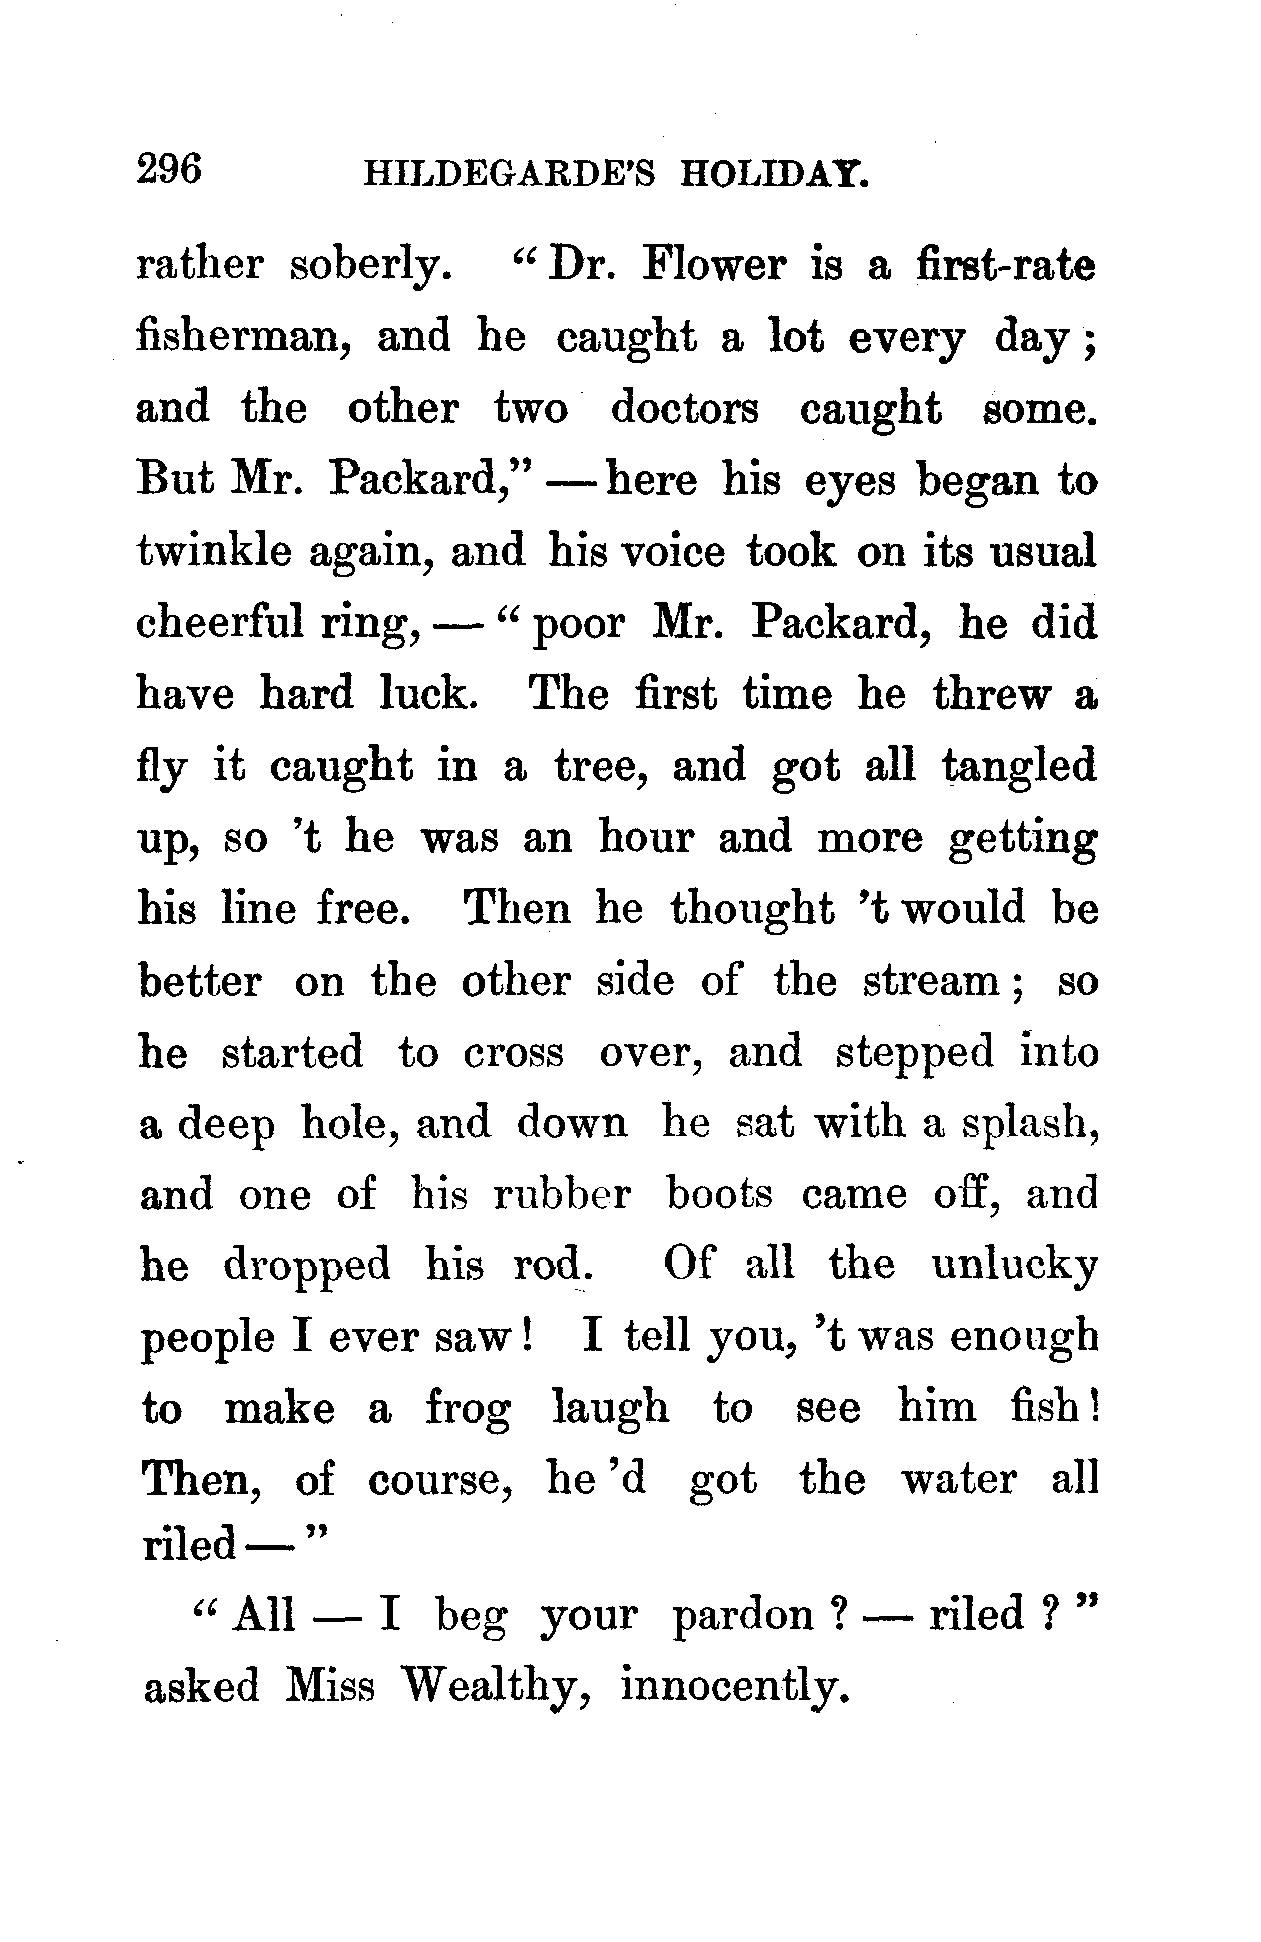 296 HILDEGARDE'S HOLIDAY.
rather soberly. “Dr. Flower is a first-rate
fisherman, and he caught a lot every day;
and the other two doctors caught some.
But Mr. Packard,” — here his eyes began to
twinkle again, and his voice took on its usual
cheerful ring, — “poor Mr. Packard, he did
have hard luck. The first time he threw a
fly it caught in a tree, and got all tangled
up, so 't he was an hour and more getting
his line free. Then he thought 't would be
better on the other side of the stream; so
he started to cross over, and stepped into
a deep hole, and down he sat with a splash,
and one of his rubber boots came off, and
he dropped his rod. Of all the unlucky
people I ever saw! I tell you, 't was enough
to make a frog laugh to see him fish!
Then, of course, he 'd got the water all
riled — ”
“All — I beg your pardon? — riled?”
asked Miss Wealthy, innocently.